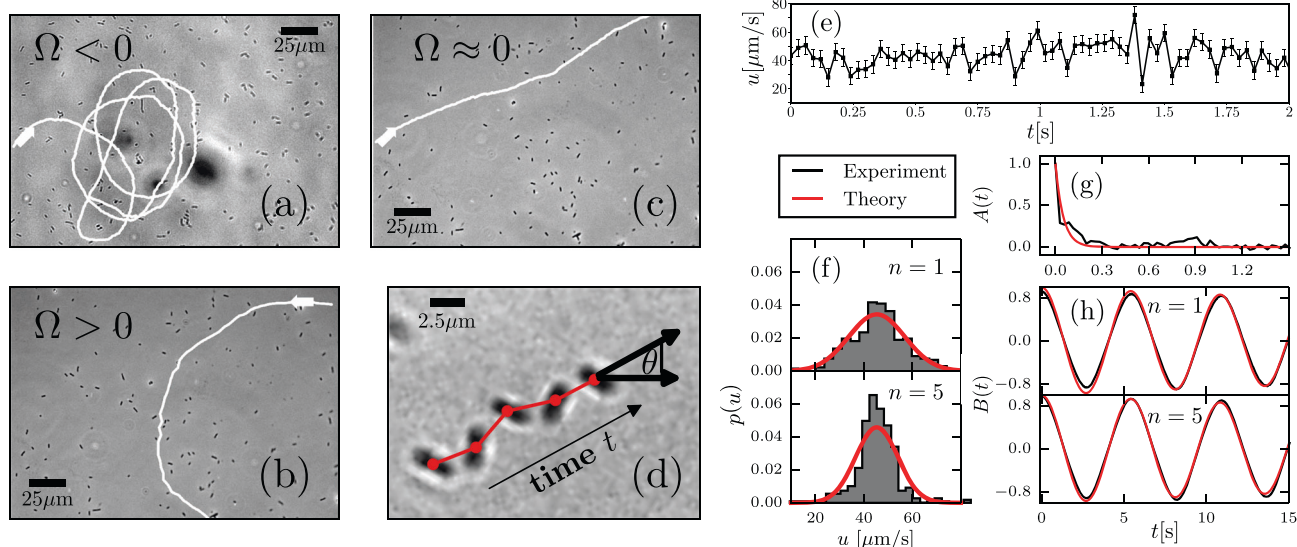 Ω < 0
25μm
(a)
Ω ≈ 0
25μm.
(c)
Ω > 0
25μm
(b)
2.5μm
θ
time t
(d)
(e)
u[μm/s]
80
60
40
20
0 0.25 0.5 0.75 1 1.25 1.5 1.75 2
t[s]
Experiment
Theory
(f)
n = 1
0.06
0.04
0.02
0.00
n = 5
0.06
0.04
0.02
0.00
p(u)
20 40 60
u [μm/s]
(g)
A(t)
1.0
0.5
0.0
0.0 0.3 0.6 0.9 1.2
(h)
n = 1
0.8
0.0
−0.8
B(t)
n = 5
0.8
0.0
−0.8
0 5 10 15
t[s]